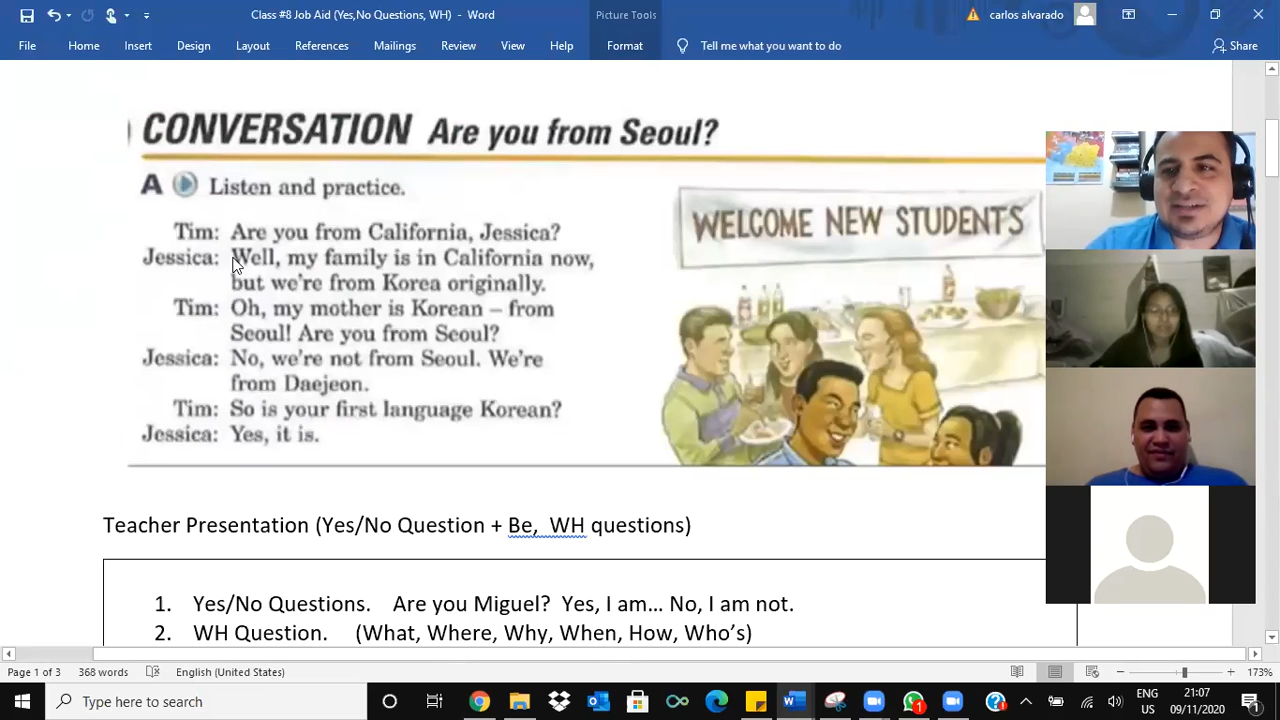 Class #8 Job Aid (Yes,No Questions, WH) - Word
Picture Tools
carlos alvarado
File Home Insert Design Layout References Mailings Review View Help Format Tell me what you want to do Share
CONVERSATION Are you from Seoul?
A Listen and practice.
Tim: Are you from California, Jessica?
Jessica: Well, my family is in California now,
but we're from Korea originally.
Tim: Oh, my mother is Korean – from
Seoul! Are you from Seoul?
Jessica: No, we're not from Seoul. We're
from Daejeon.
Tim: So is your first language Korean?
Jessica: Yes, it is.
WELCOME NEW STUDENTS
Teacher Presentation (Yes/No Question + Be, WH questions)
1. Yes/No Questions. Are you Miguel? Yes, I am… No, I am not.
2. WH Question. (What, Where, Why, When, How, Who's)
Page 1 of 3 368 words English (United States) 173%
Type here to search
ENG
US
21:07
09/11/2020
1
1